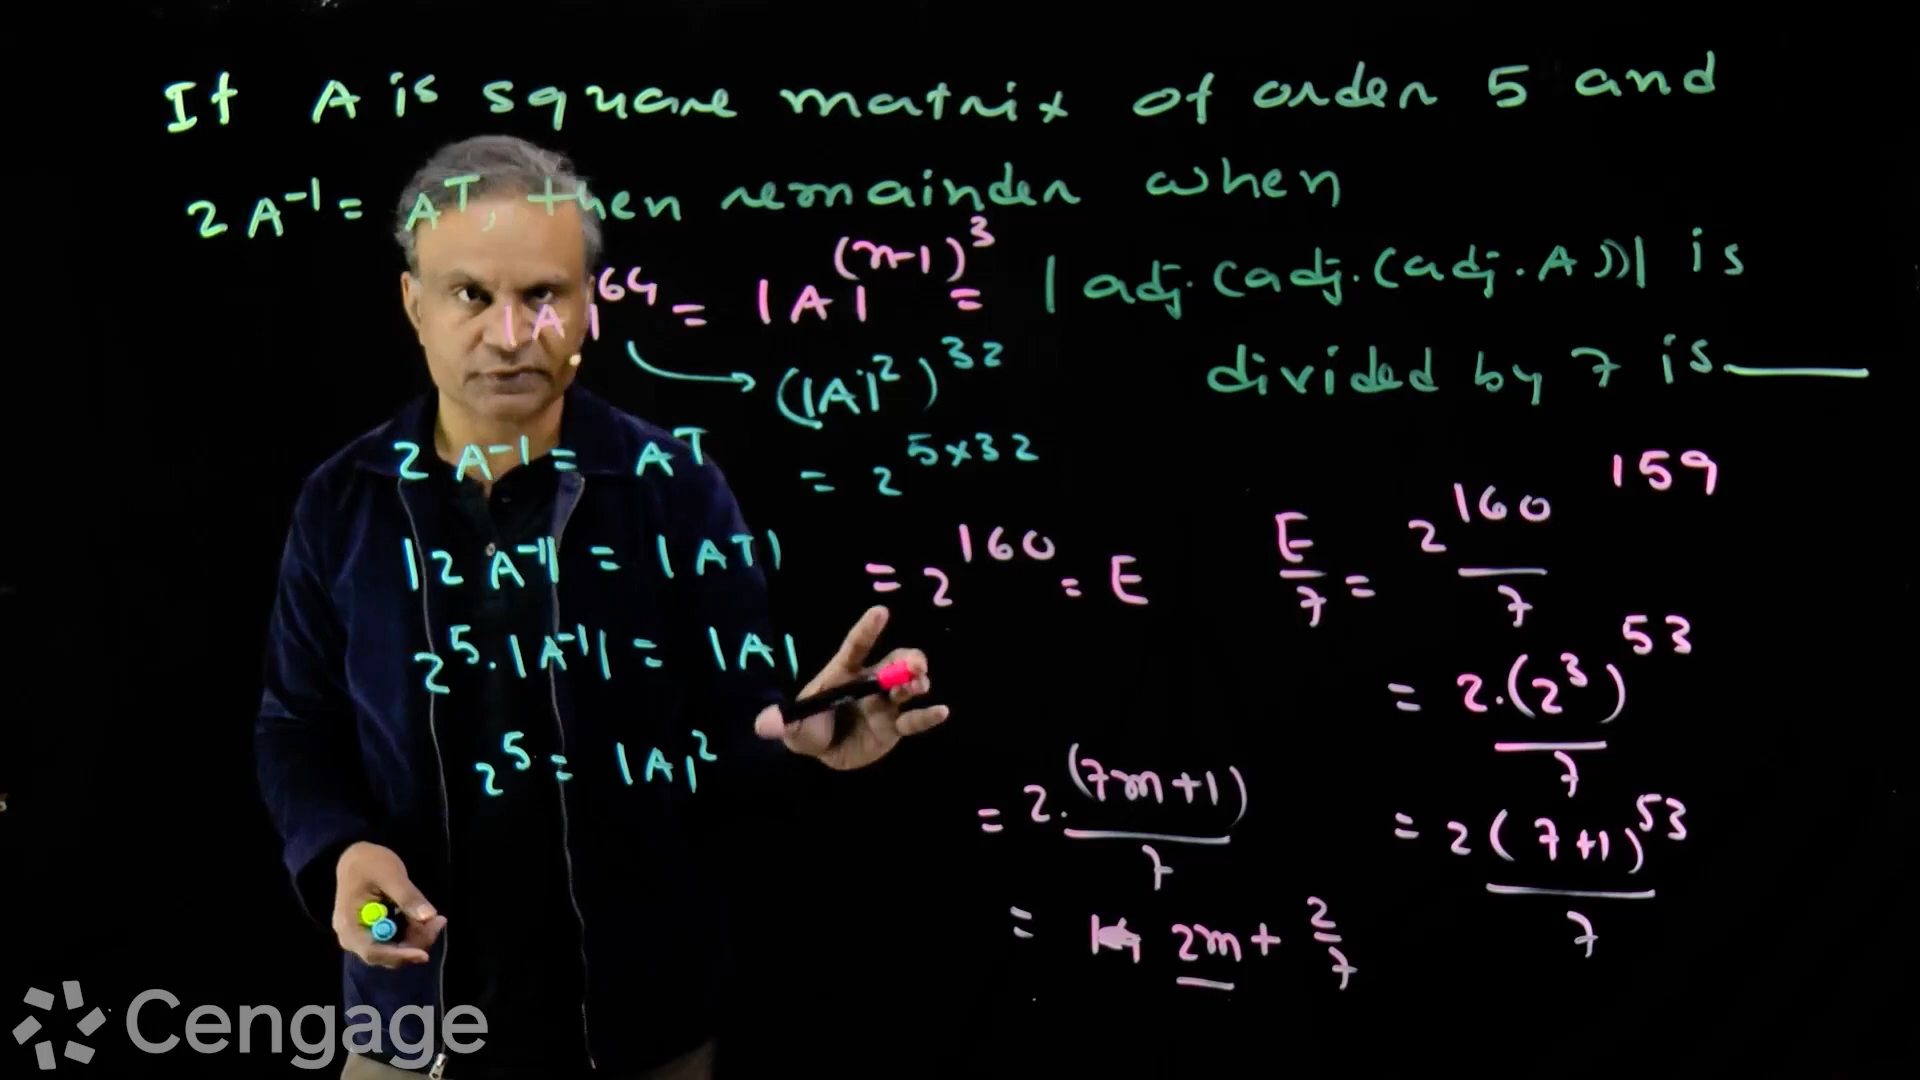 If A is square matrix of order 5 and
2 A⁻¹ = Aᵀ, then remainder when
|A|⁶⁴ = |A|⁽ⁿ⁻¹⁾³ = | adj.(adj.(adj.A))| is
→ (|A|²)³² divided by 7 is ____
2 A⁻¹ = Aᵀ
= 2⁵ˣ³²
|2 A⁻¹| = |Aᵀ|
= 2¹⁶⁰ = E
2⁵.|A⁻¹| = |A|
2⁵ = |A|²
159
E/7 = 2¹⁶⁰/7
= 2.(2³)⁵³/7
= 2(7+1)⁵³/7
= 2.(7m+1)/7
= 2m + 2/7
Cengage